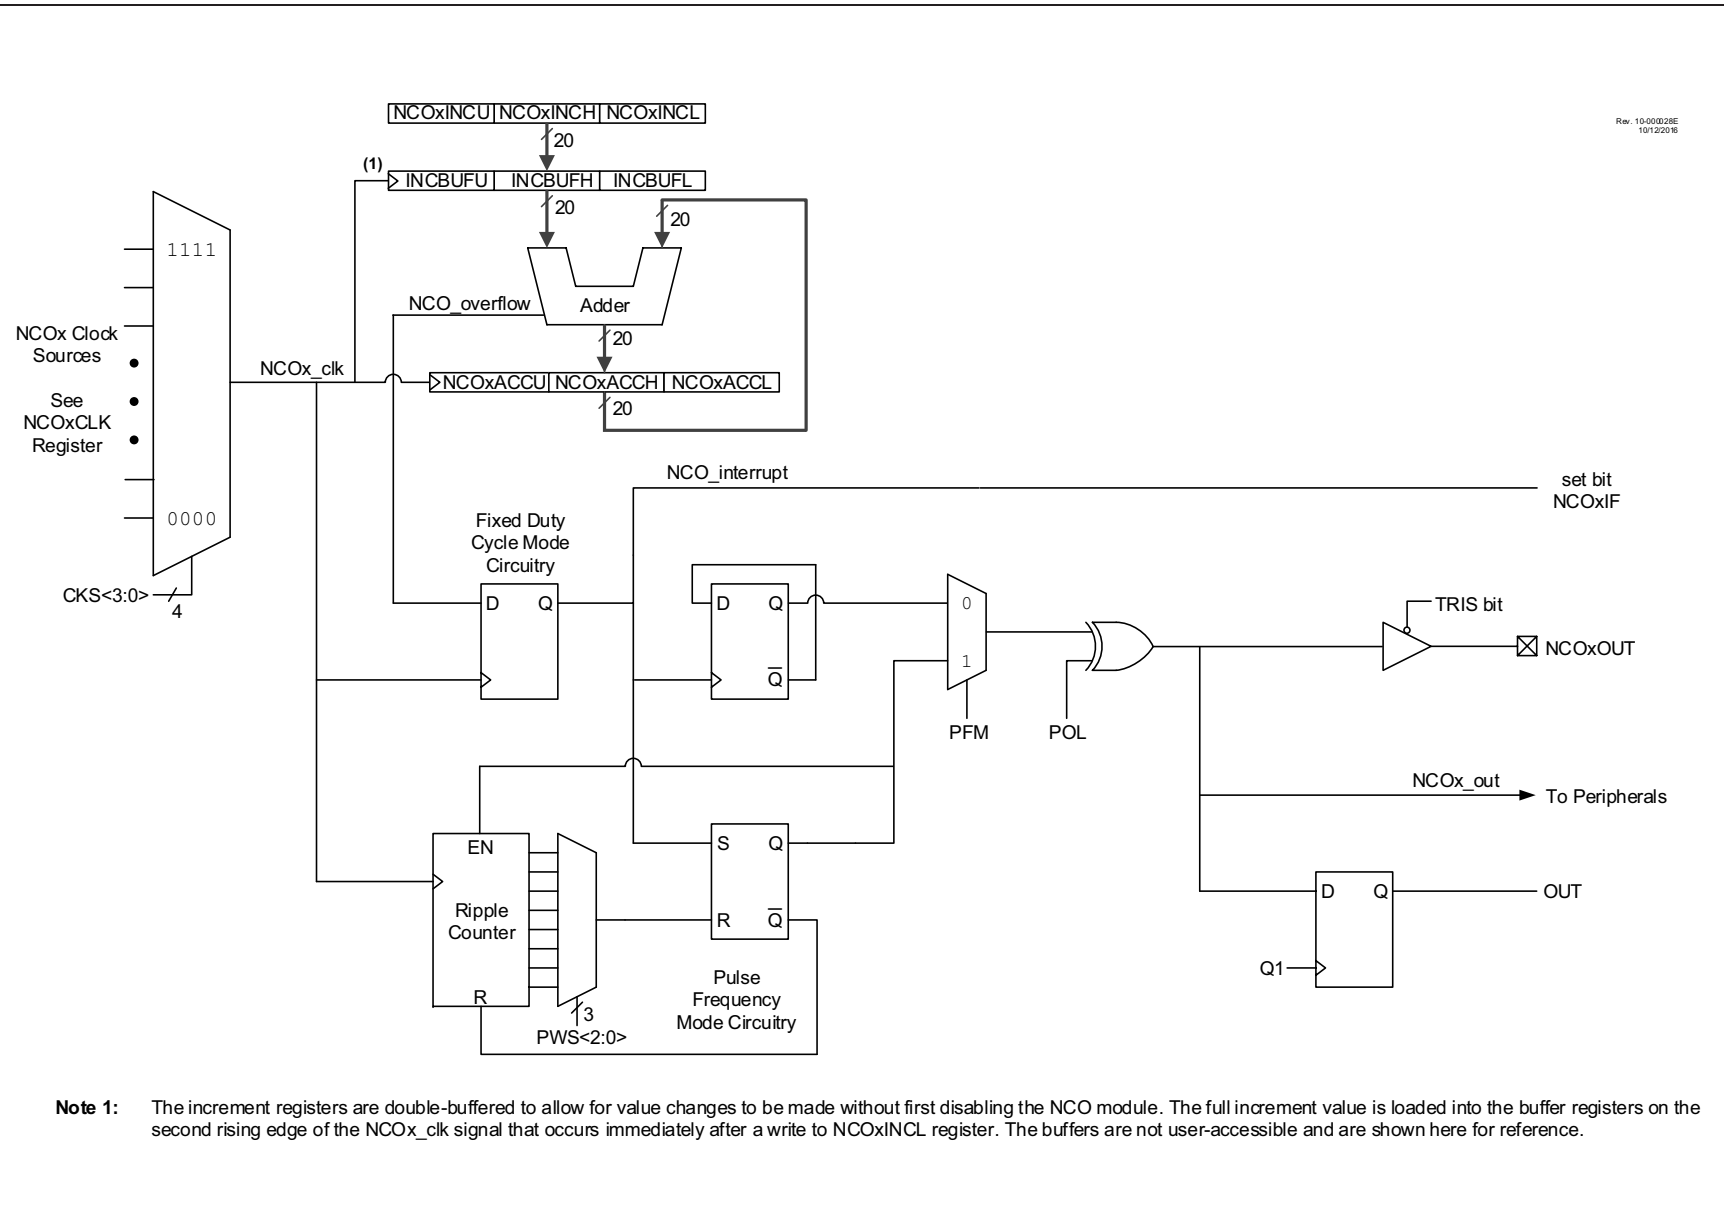 NCOxINCU NCOxINCH NCOxINCL
Rev. 10-000028E
10/12/2016
20
(1)
INCBUFU INCBUFH INCBUFL
20
20
1111
NCO_overflow
Adder
NCOx Clock
Sources
20
NCOx_clk
NCOxACCU NCOxACCH NCOxACCL
See
NCOxCLK
Register
20
NCO_interrupt
set bit
NCOxIF
0000
Fixed Duty
Cycle Mode
Circuitry
CKS<3:0>
4
D Q
D Q
Q
0
1
PFM
POL
TRIS bit
NCOxOUT
NCOx_out
To Peripherals
EN
Ripple
Counter
R
3
PWS<2:0>
S Q
R Q
Pulse
Frequency
Mode Circuitry
D Q
OUT
Q1
Note 1: The increment registers are double-buffered to allow for value changes to be made without first disabling the NCO module. The full increment value is loaded into the buffer registers on the
second rising edge of the NCOx_clk signal that occurs immediately after a write to NCOxINCL register. The buffers are not user-accessible and are shown here for reference.